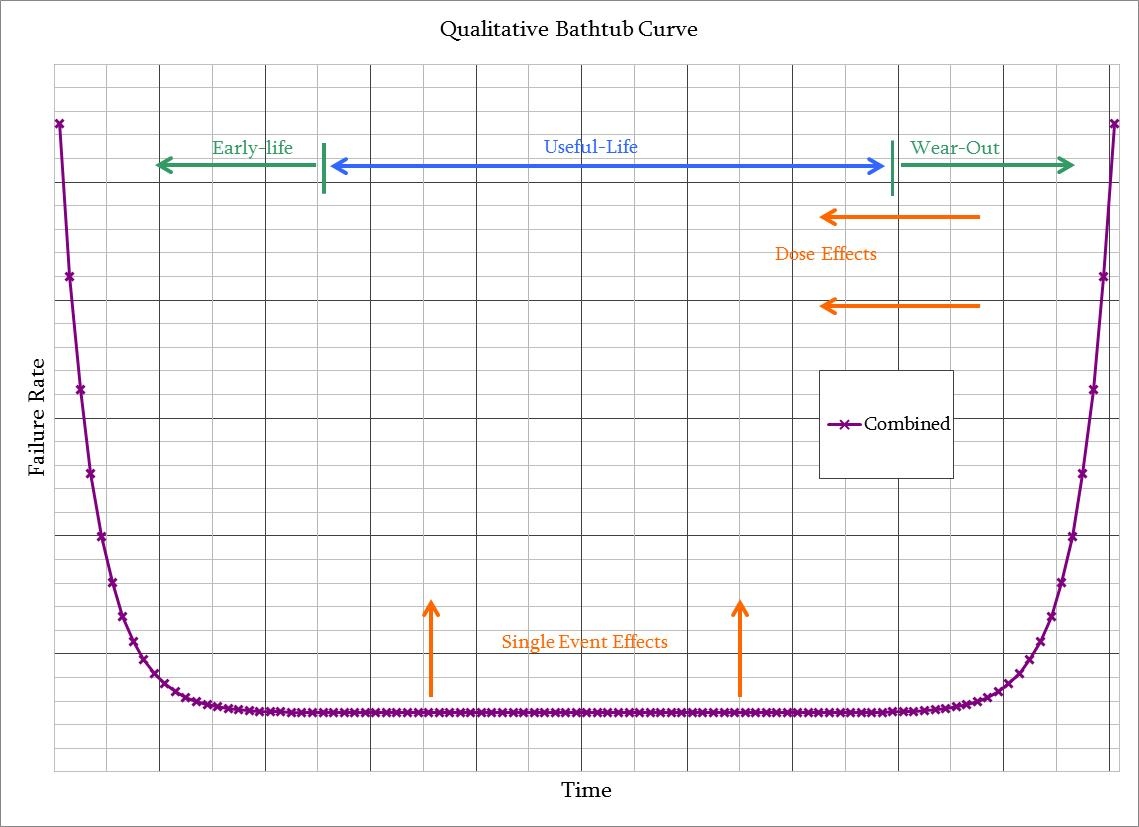 Qualitative Bathtub Curve
Early-life
Useful-Life
Wear-Out
Dose Effects
Failure Rate
Combined
Single Event Effects
Time